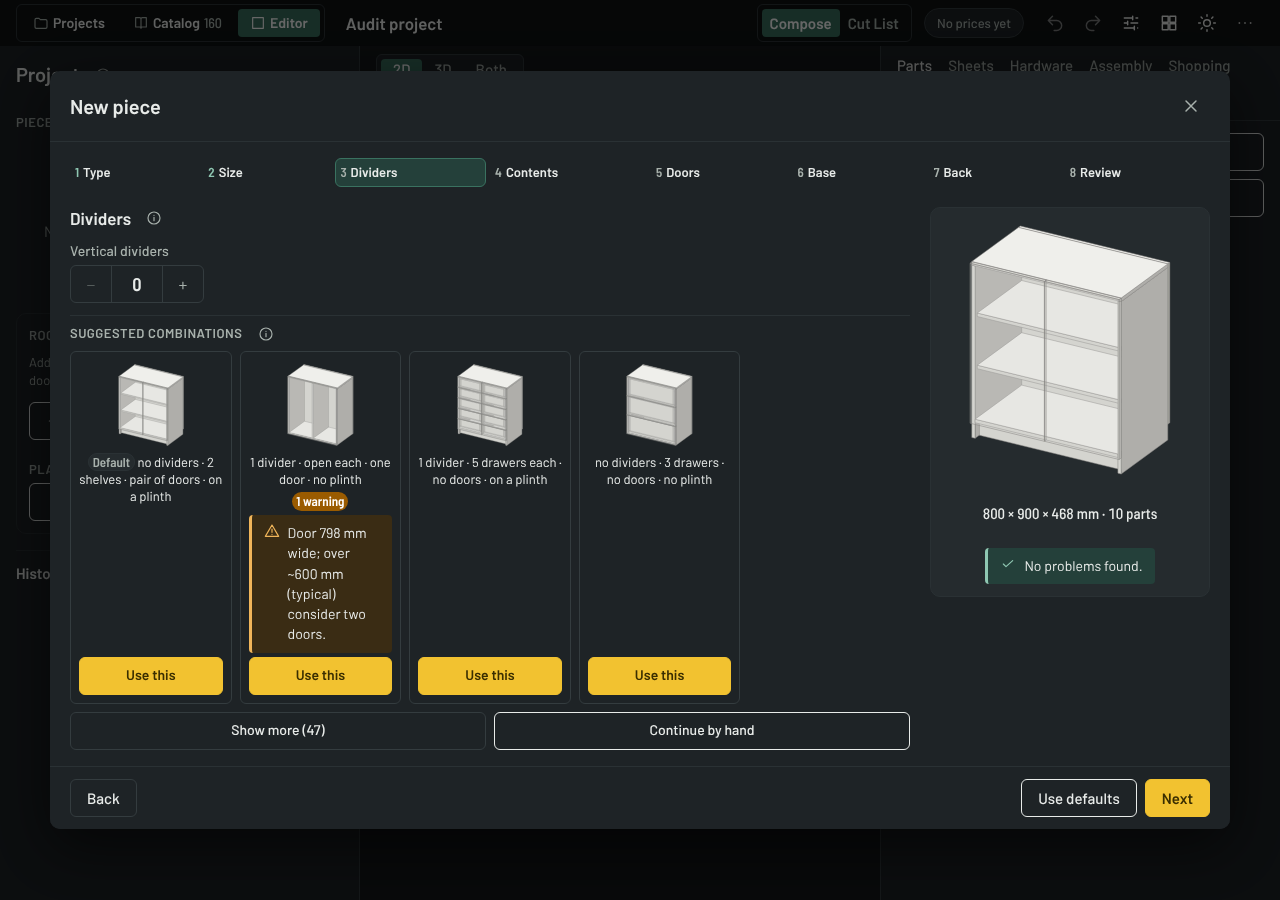 Projects
Catalog 160
Editor
Audit project
Compose
Cut List
No prices yet
2D 3D Both
Parts Sheets Hardware Assembly Shopping
New piece
1 Type
2 Size
3 Dividers
4 Contents
5 Doors
6 Base
7 Back
8 Review
Dividers
Vertical dividers
− 0 +
SUGGESTED COMBINATIONS
Default no dividers · 2
shelves · pair of doors · on
a plinth
Use this
1 divider · open each · one
door · no plinth
1 warning
Door 798 mm
wide; over
~600 mm
(typical)
consider two
doors.
Use this
1 divider · 5 drawers each ·
no doors · on a plinth
Use this
no dividers · 3 drawers ·
no doors · no plinth
Use this
Show more (47)
Continue by hand
800 × 900 × 468 mm · 10 parts
No problems found.
Back
Use defaults
Next